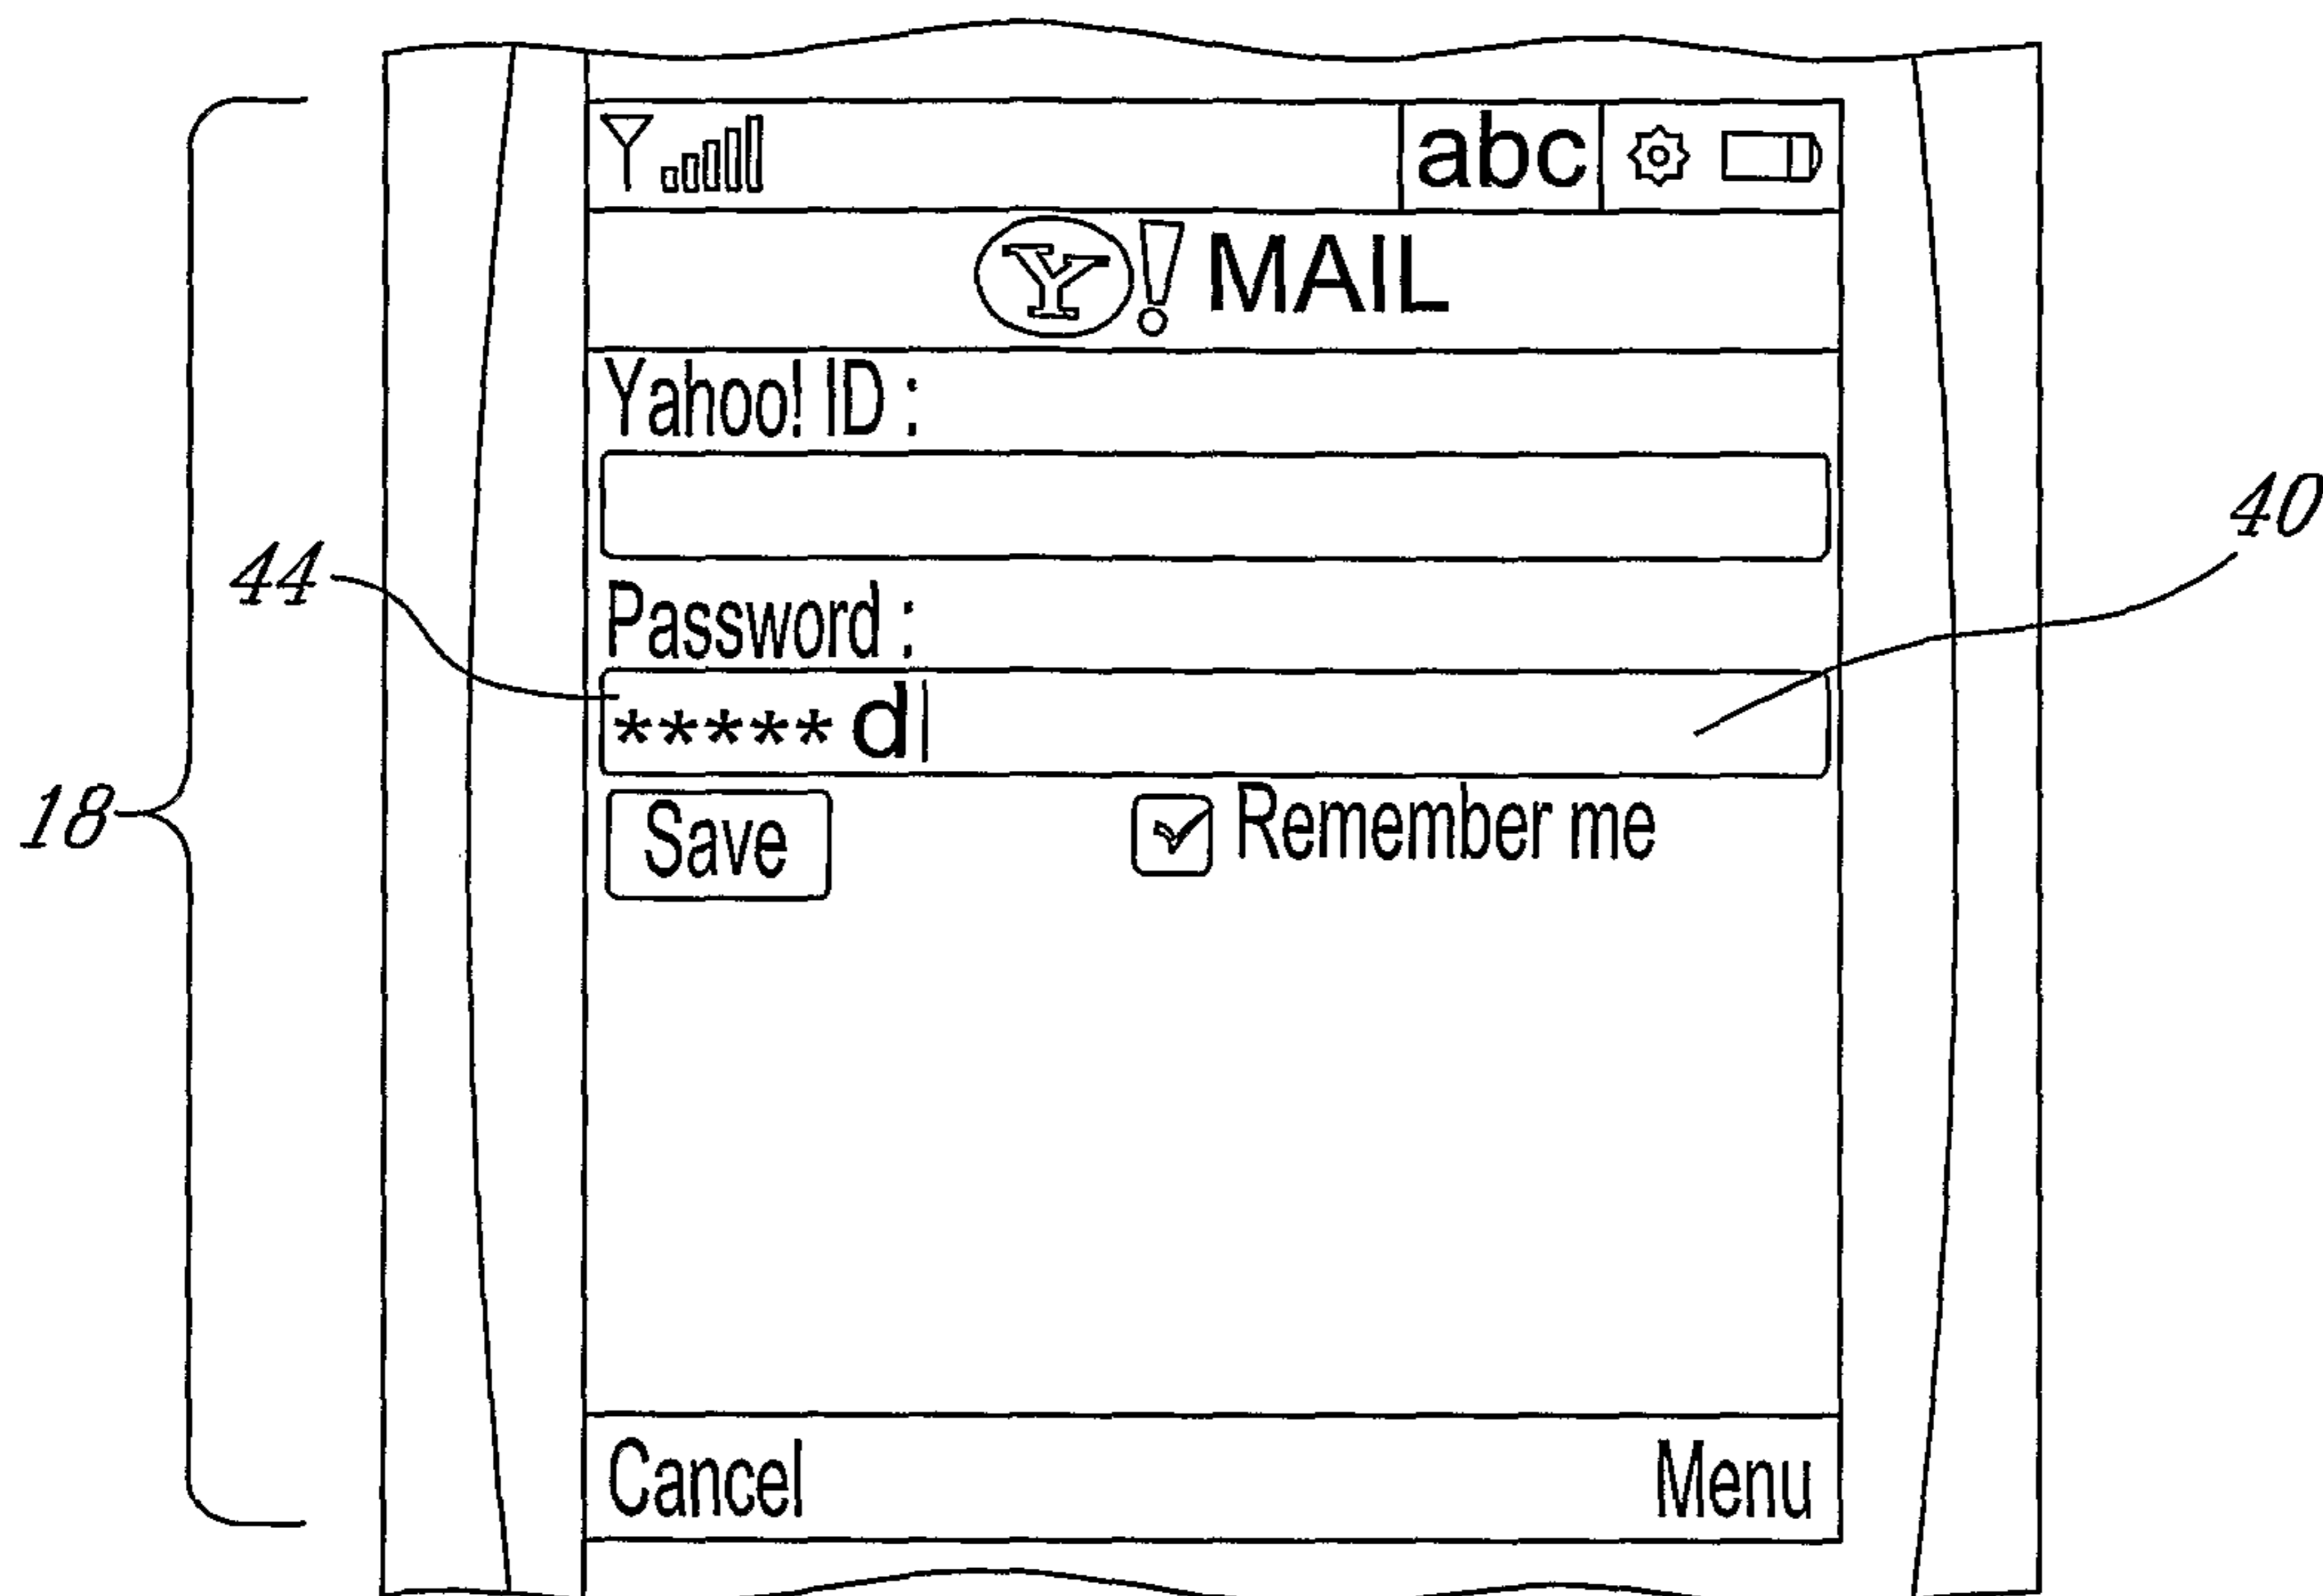 abc
Y! MAIL
Yahoo! ID :
40
44
Password :
***** d
18
Save Remember me
Cancel Menu